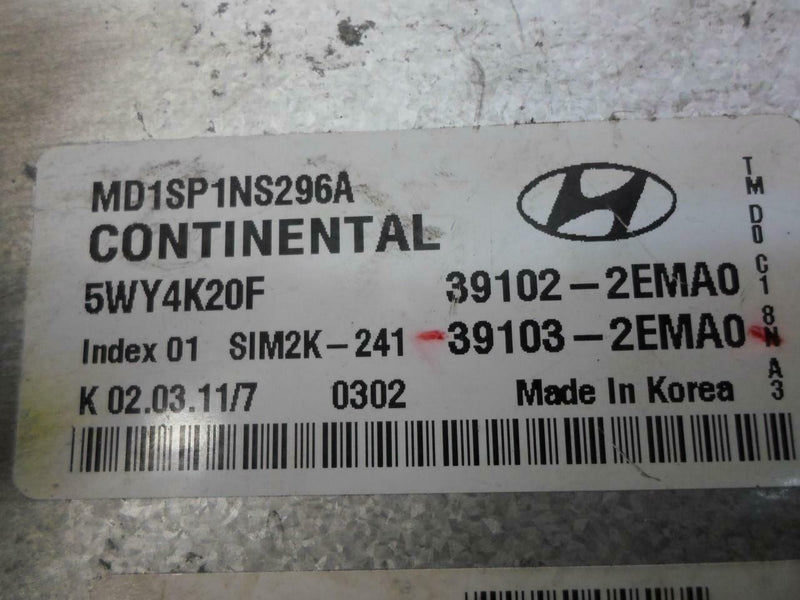 MD1SP1NS296A
CONTINENTAL
5WY4K20F 39102-2EMA0
Index 01 SIM2K-241 39103-2EMA0
K 02.03.11/7 0302 Made In Korea
TM D0 C1 8N A3